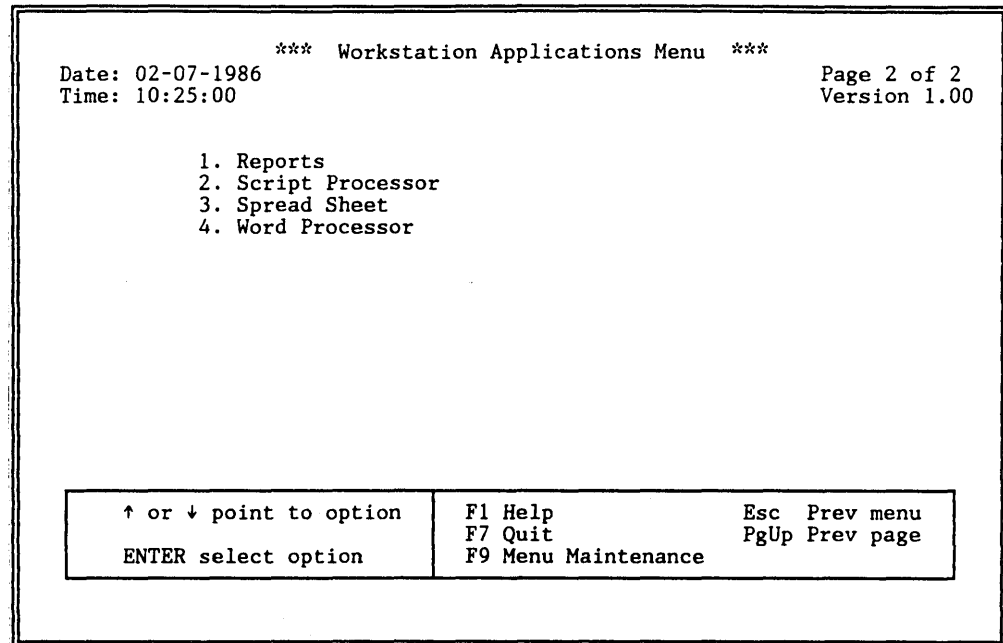 *** Workstation Applications Menu ***
Date: 02-07-1986 Page 2 of 2
Time: 10:25:00 Version 1.00
1. Reports
2. Script Processor
3. Spread Sheet
4. Word Processor
↑ or ↓ point to option
ENTER select option
F1 Help Esc Prev menu
F7 Quit PgUp Prev page
F9 Menu Maintenance